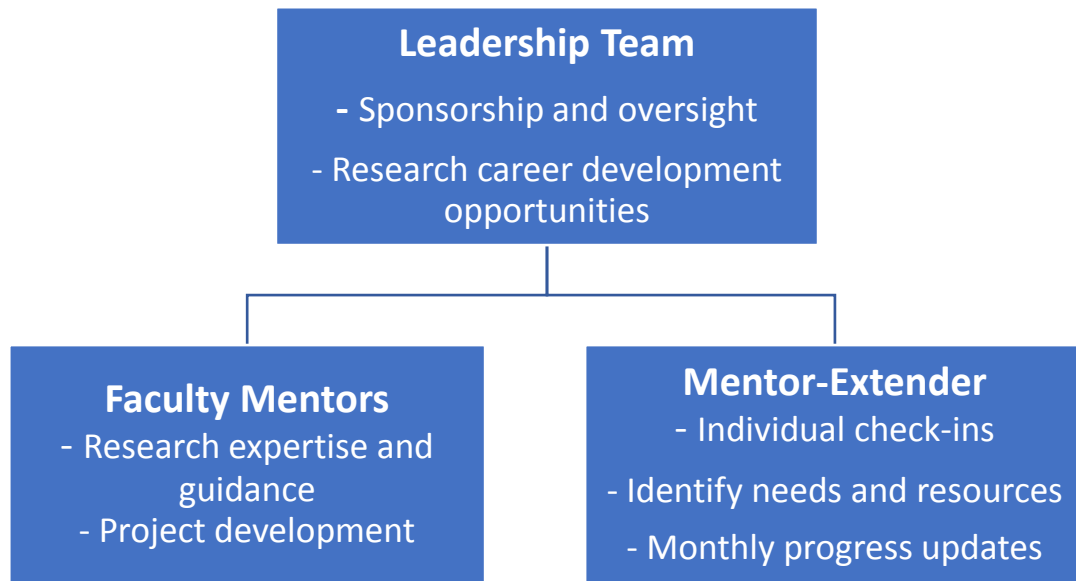 Leadership Team
- Sponsorship and oversight
- Research career development
opportunities
Faculty Mentors
- Research expertise and
guidance
- Project development
Mentor-Extender
- Individual check-ins
- Identify needs and resources
- Monthly progress updates